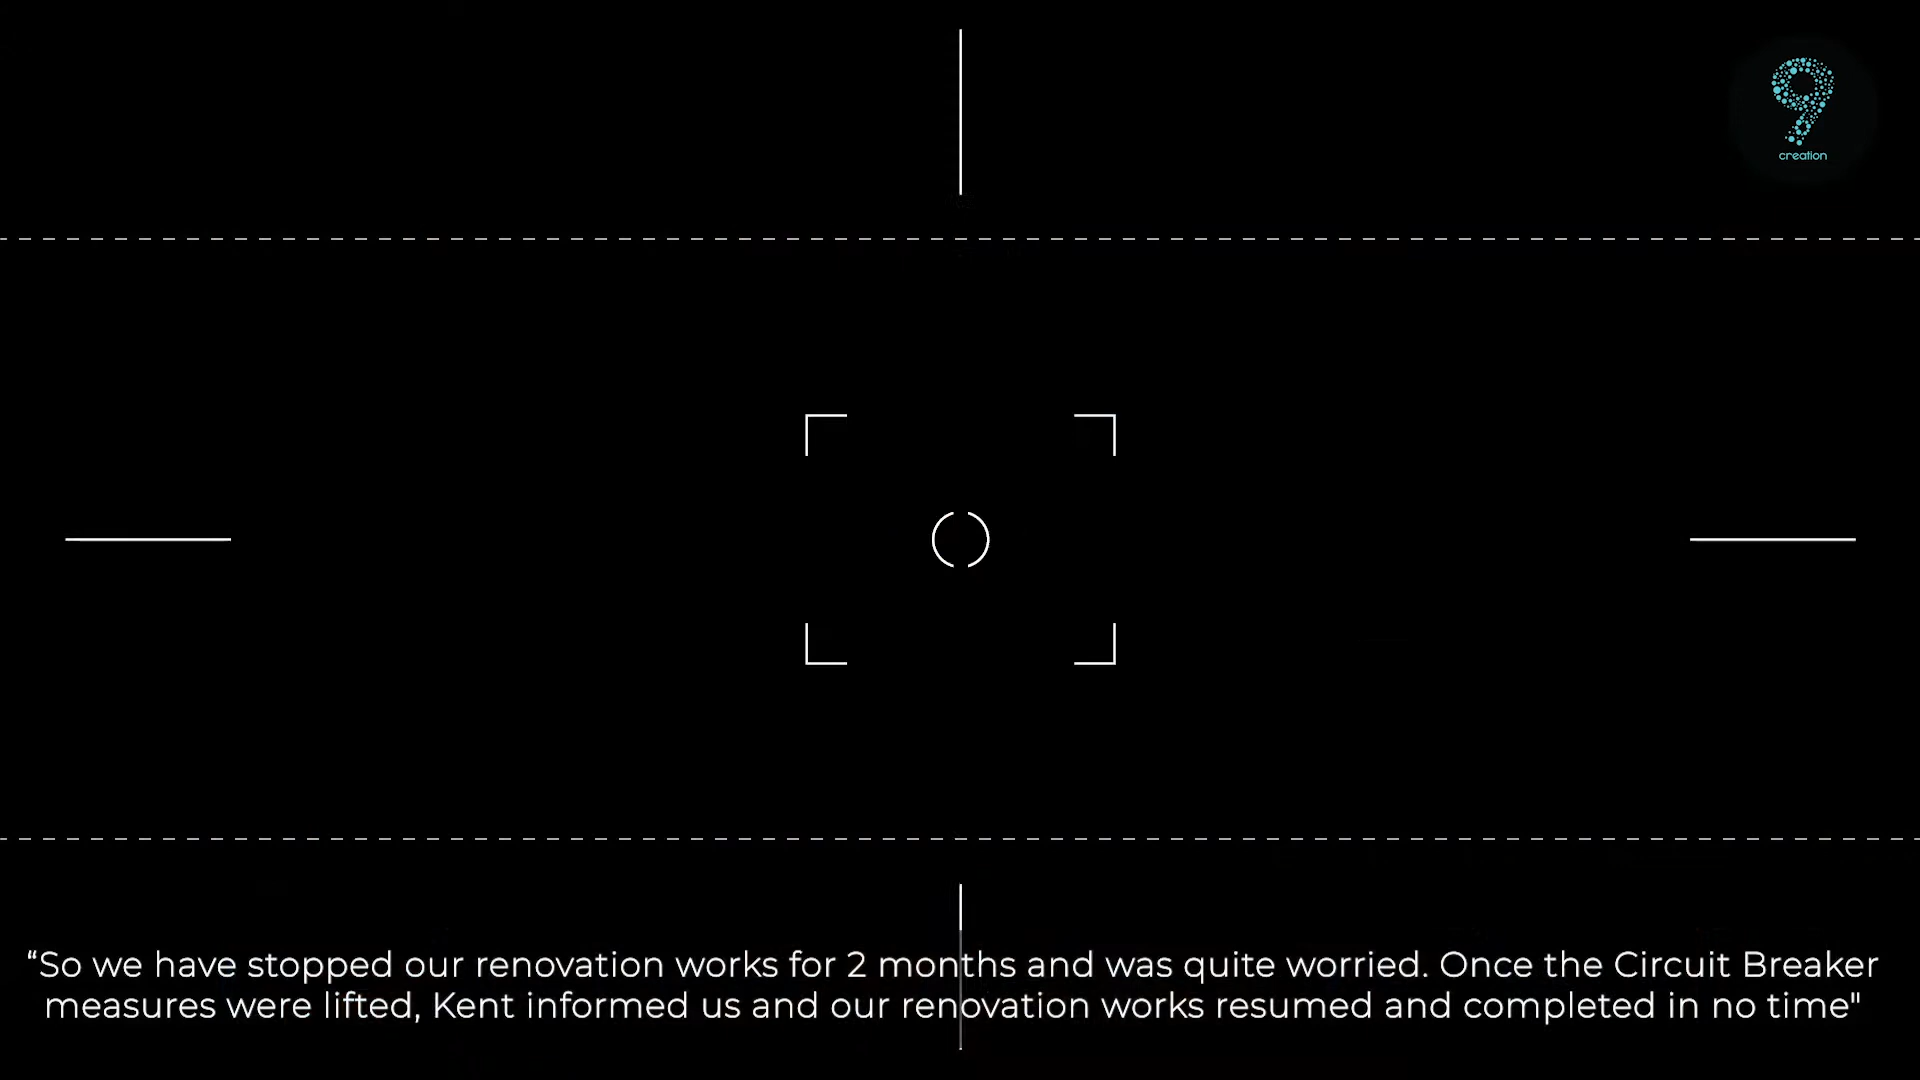 9
creation
“So we have stopped our renovation works for 2 months and was quite worried. Once the Circuit Breaker
measures were lifted, Kent informed us and our renovation works resumed and completed in no time"